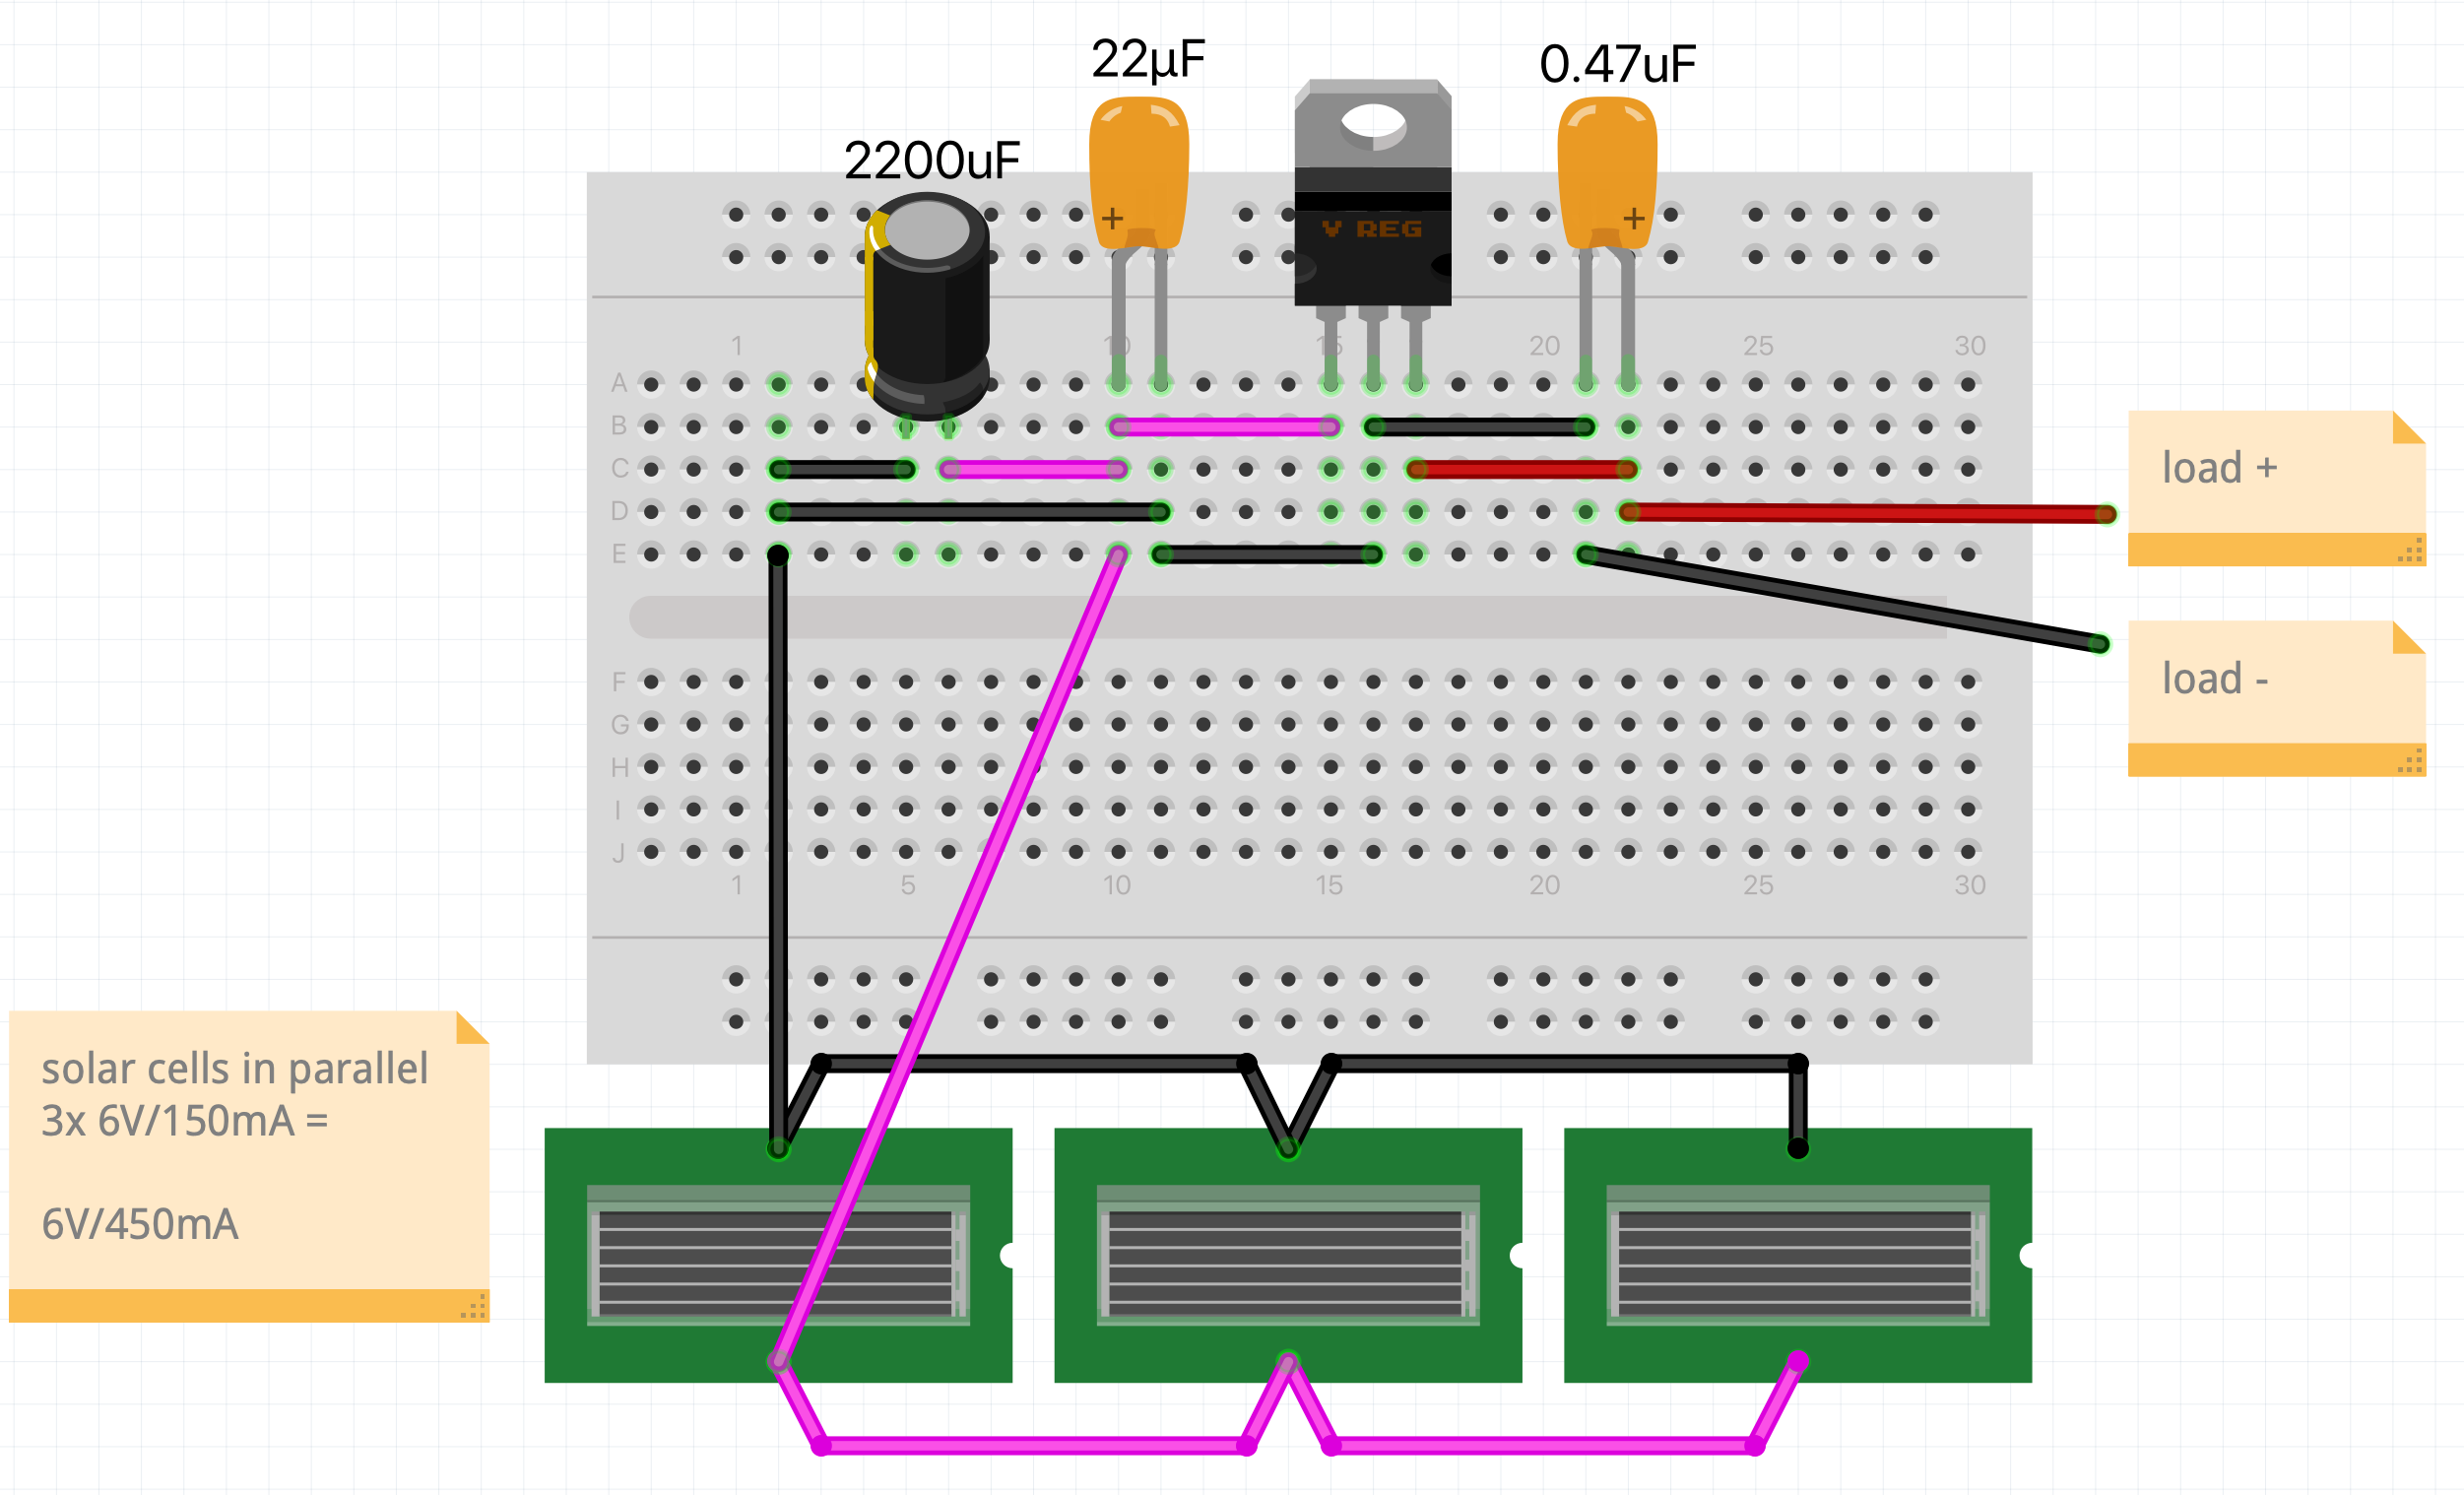 22µF
0.47uF
2200uF
+
+
V REG
1
10
15
20
25
30
A
B
C
D
E
load +
load -
F
G
H
I
J
1
5
10
15
20
25
30
solar cells in parallel
3x 6V/150mA =
6V/450mA